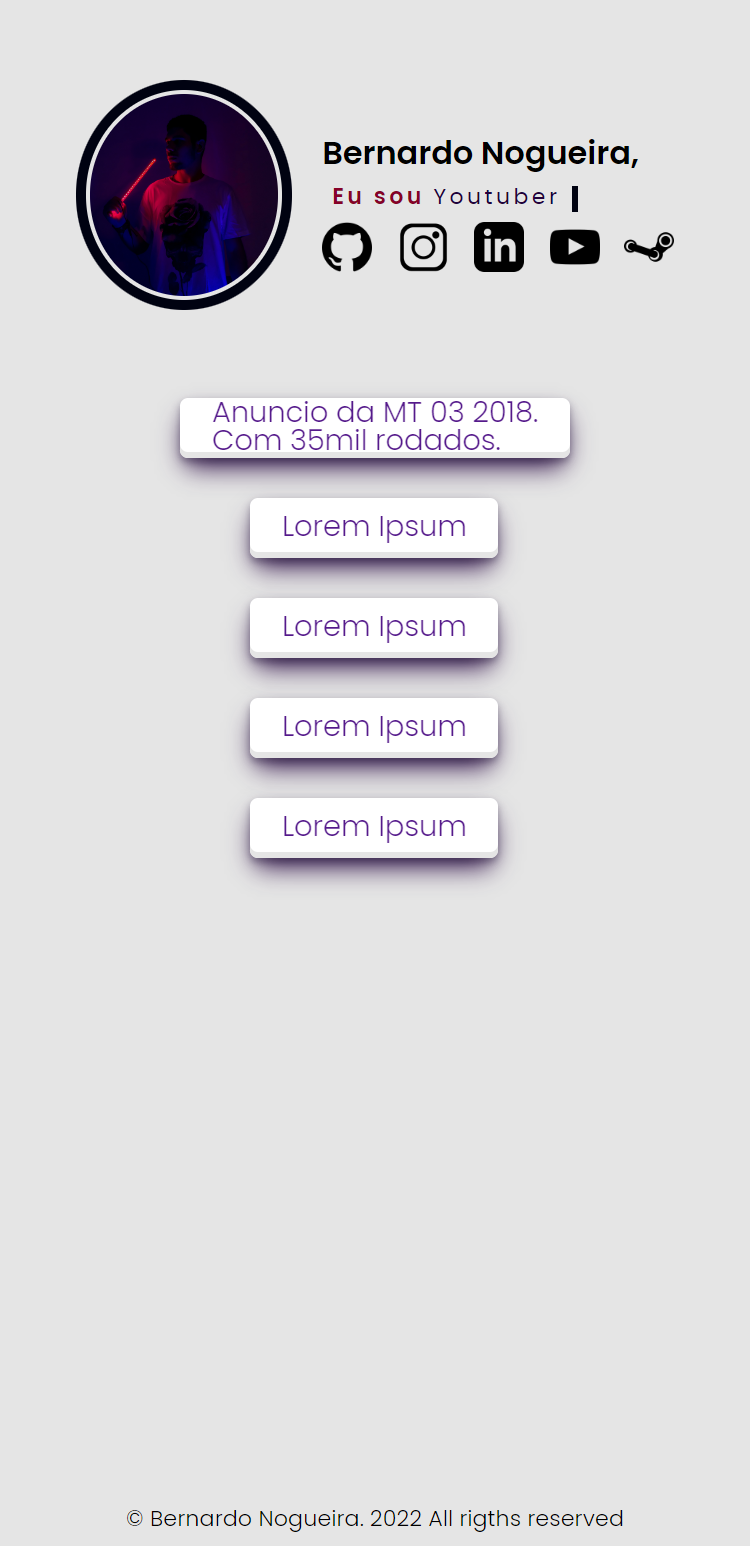 Bernardo Nogueira,
Eu sou Youtuber
Anuncio da MT 03 2018.
Com 35mil rodados.
Lorem Ipsum
Lorem Ipsum
Lorem Ipsum
Lorem Ipsum
© Bernardo Nogueira. 2022 All rigths reserved